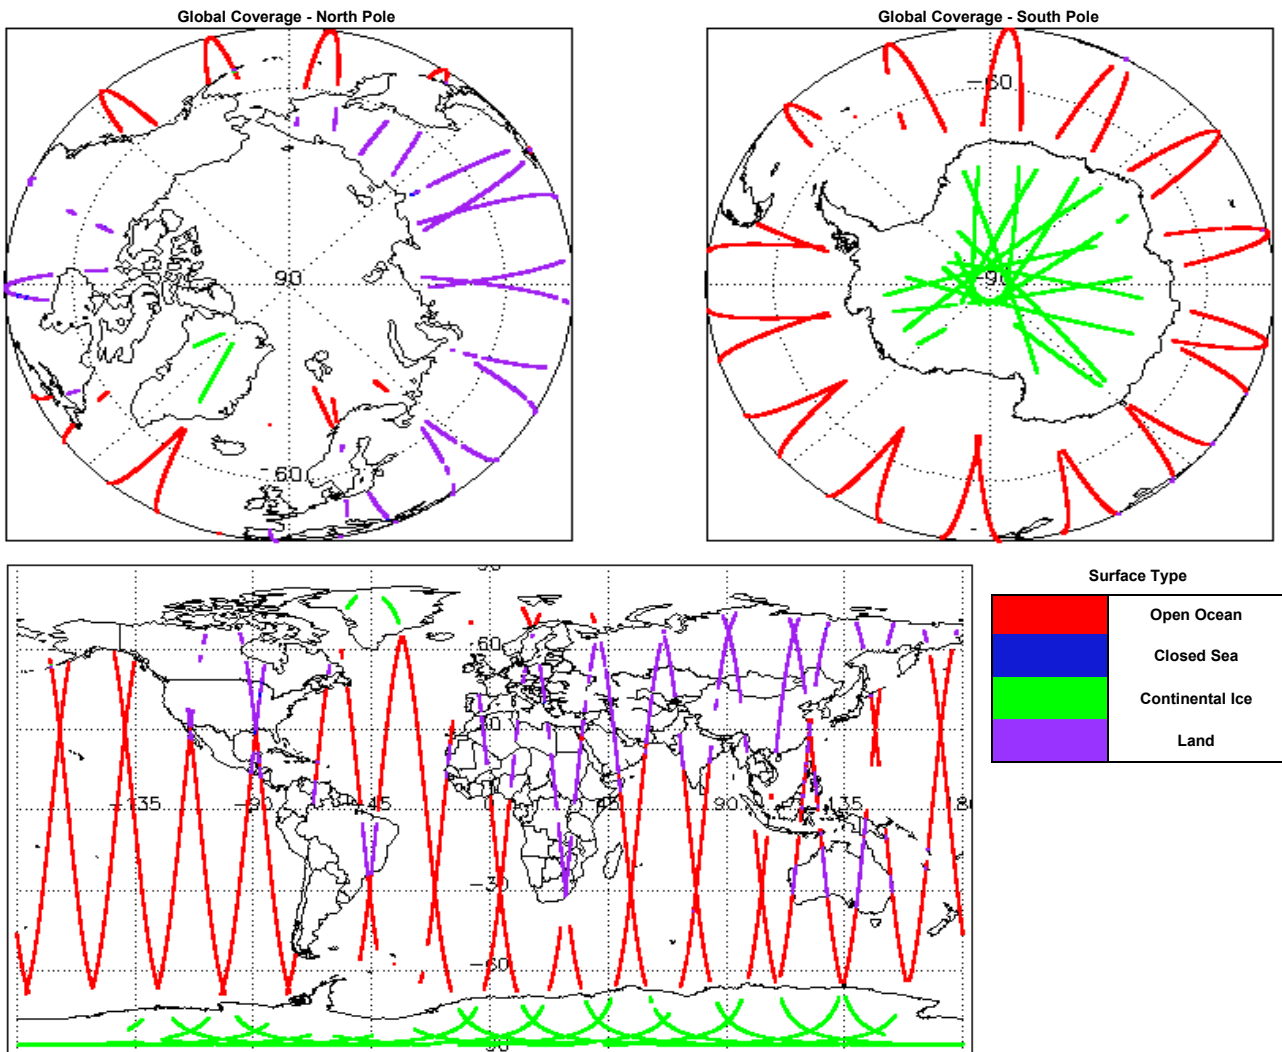 Global Coverage - North Pole
Global Coverage - South Pole
90
-60
-60
-90
60
-135
-90
-45
45
90
135
-30
-60
Surface Type
Open Ocean
Closed Sea
Continental Ice
Land